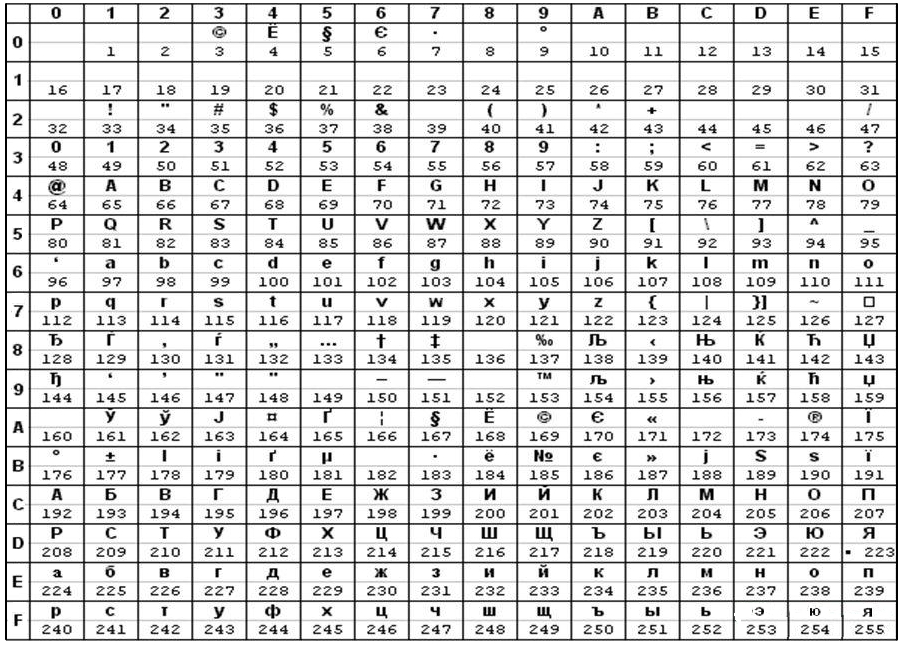 0 1 2 3 4 5 6 7 8 9 A B C D E F
0 © Ё § Є · °
1 2 3 4 5 6 7 8 9 10 11 12 13 14 15
1
16 17 18 19 20 21 22 23 24 25 26 27 28 29 30 31
2 ! " # $ % & ( ) * + /
32 33 34 35 36 37 38 39 40 41 42 43 44 45 46 47
3 0 1 2 3 4 5 6 7 8 9 : ; < = > ?
48 49 50 51 52 53 54 55 56 57 58 59 60 61 62 63
4 @ A B C D E F G H I J K L M N O
64 65 66 67 68 69 70 71 72 73 74 75 76 77 78 79
5 P Q R S T U V W X Y Z [ \ ] ^ _
80 81 82 83 84 85 86 87 88 89 90 91 92 93 94 95
6 ‘ a b c d e f g h i j k l m n o
96 97 98 99 100 101 102 103 104 105 106 107 108 109 110 111
7 p q r s t u v w x y z { | }] ~ □
112 113 114 115 116 117 118 119 120 121 122 123 124 125 126 127
8 Ђ Ѓ ‚ ѓ „ … † ‡ ‰ Љ ‹ Њ Ќ Ћ Џ
128 129 130 131 132 133 134 135 136 137 138 139 140 141 142 143
9 ђ ‘ ’ " " – — ™ љ › њ ќ ћ џ
144 145 146 147 148 149 150 151 152 153 154 155 156 157 158 159
A Ў ў Ј ¤ Ґ ¦ § Ё © Є « - ® Ї
160 161 162 163 164 165 166 167 168 169 170 171 172 173 174 175
B ° ± І і ґ µ · ё № є » ј Ѕ ѕ ї
176 177 178 179 180 181 182 183 184 185 186 187 188 189 190 191
C А Б В Г Д Е Ж З И Й К Л М Н О П
192 193 194 195 196 197 198 199 200 201 202 203 204 205 206 207
D Р С Т У Ф Х Ц Ч Ш Щ Ъ Ы Ь Э Ю Я
208 209 210 211 212 213 214 215 216 217 218 219 220 221 222 223
E а б в г д е ж з и й к л м н о п
224 225 226 227 228 229 230 231 232 233 234 235 236 237 238 239
F р с т у ф х ц ч ш щ ъ ы ь э ю я
240 241 242 243 244 245 246 247 248 249 250 251 252 253 254 255